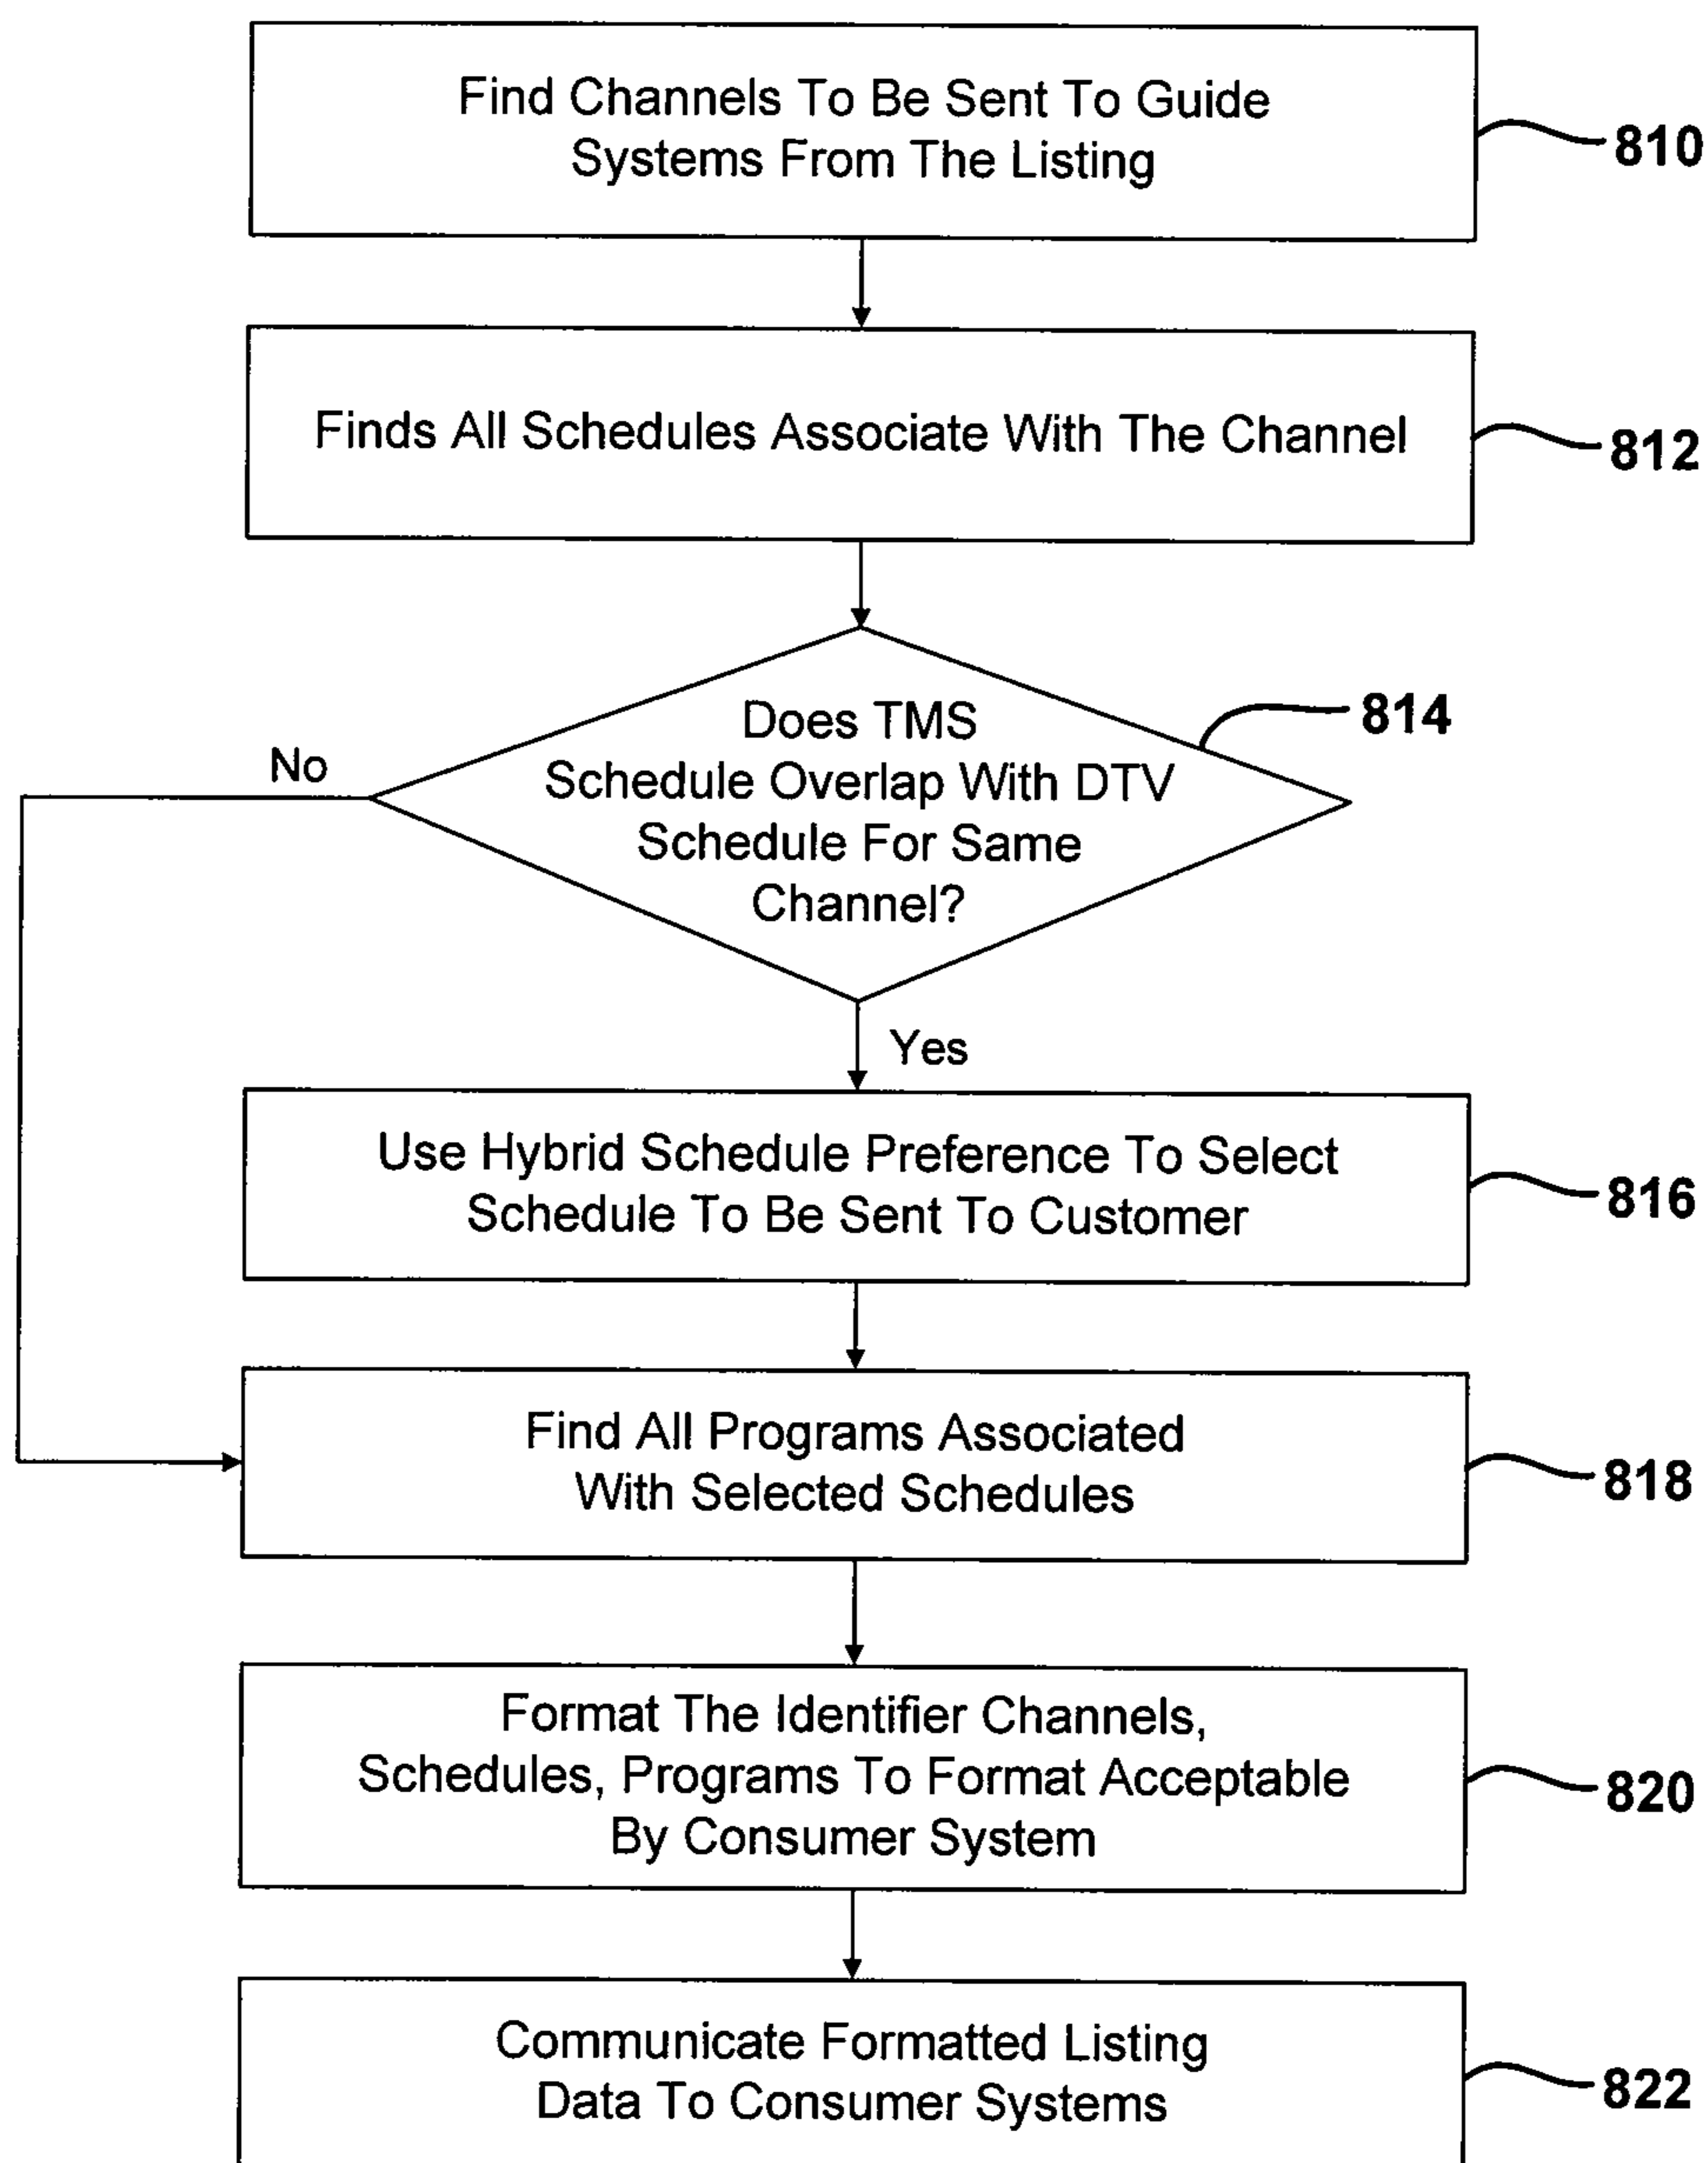 Find Channels To Be Sent To Guide
Systems From The Listing
810
Finds All Schedules Associate With The Channel
812
Does TMS
Schedule Overlap With DTV
Schedule For Same
Channel?
814
No
Yes
Use Hybrid Schedule Preference To Select
Schedule To Be Sent To Customer
816
Find All Programs Associated
With Selected Schedules
818
Format The Identifier Channels,
Schedules, Programs To Format Acceptable
By Consumer System
820
Communicate Formatted Listing
Data To Consumer Systems
822